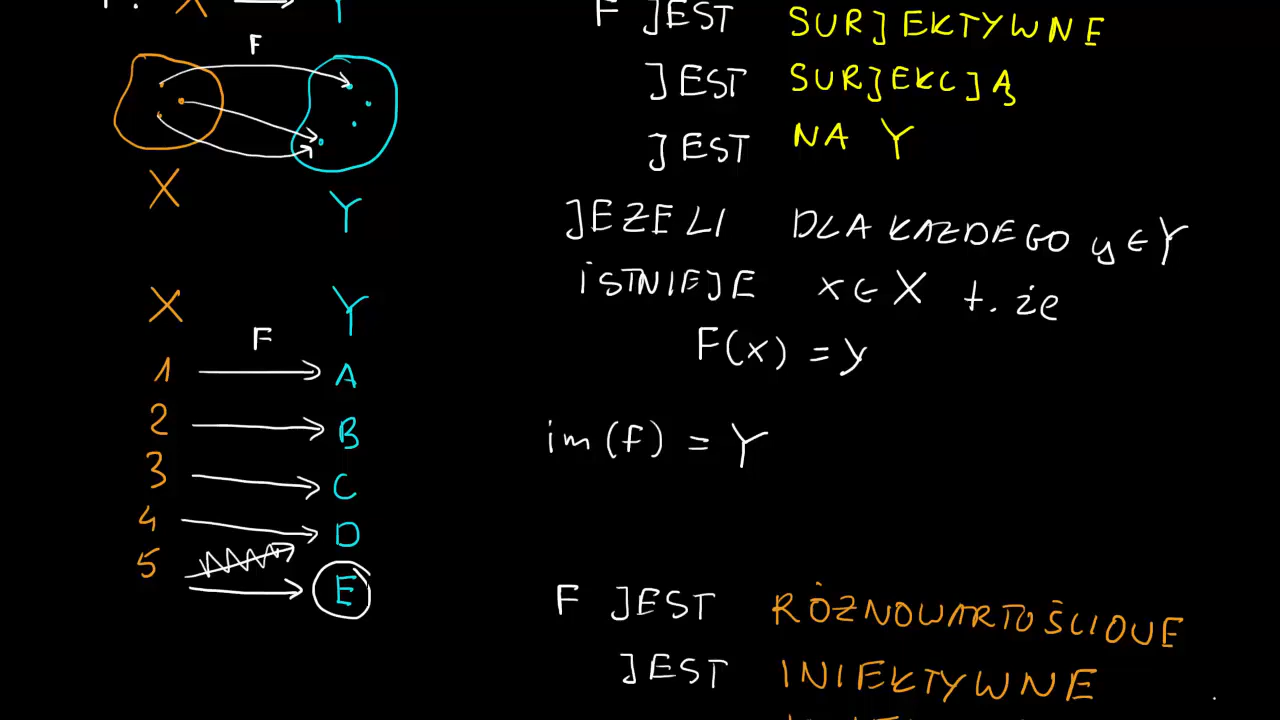 X → Y
F
X Y
X Y
F
1 → A
2 → B
3 → C
4 → D
5 → E
F JEST SURJEKTYWNE
JEST SURJEKCJĄ
JEST NA Y
JEŻELI DLA KAZDEGO y ∈ Y
iSTNIEJE x ∈ X t. że
F(x) = y
im(f) = Y
F JEST RÓŻNOWARTOŚCIOWE
JEST INIEKTYWNE